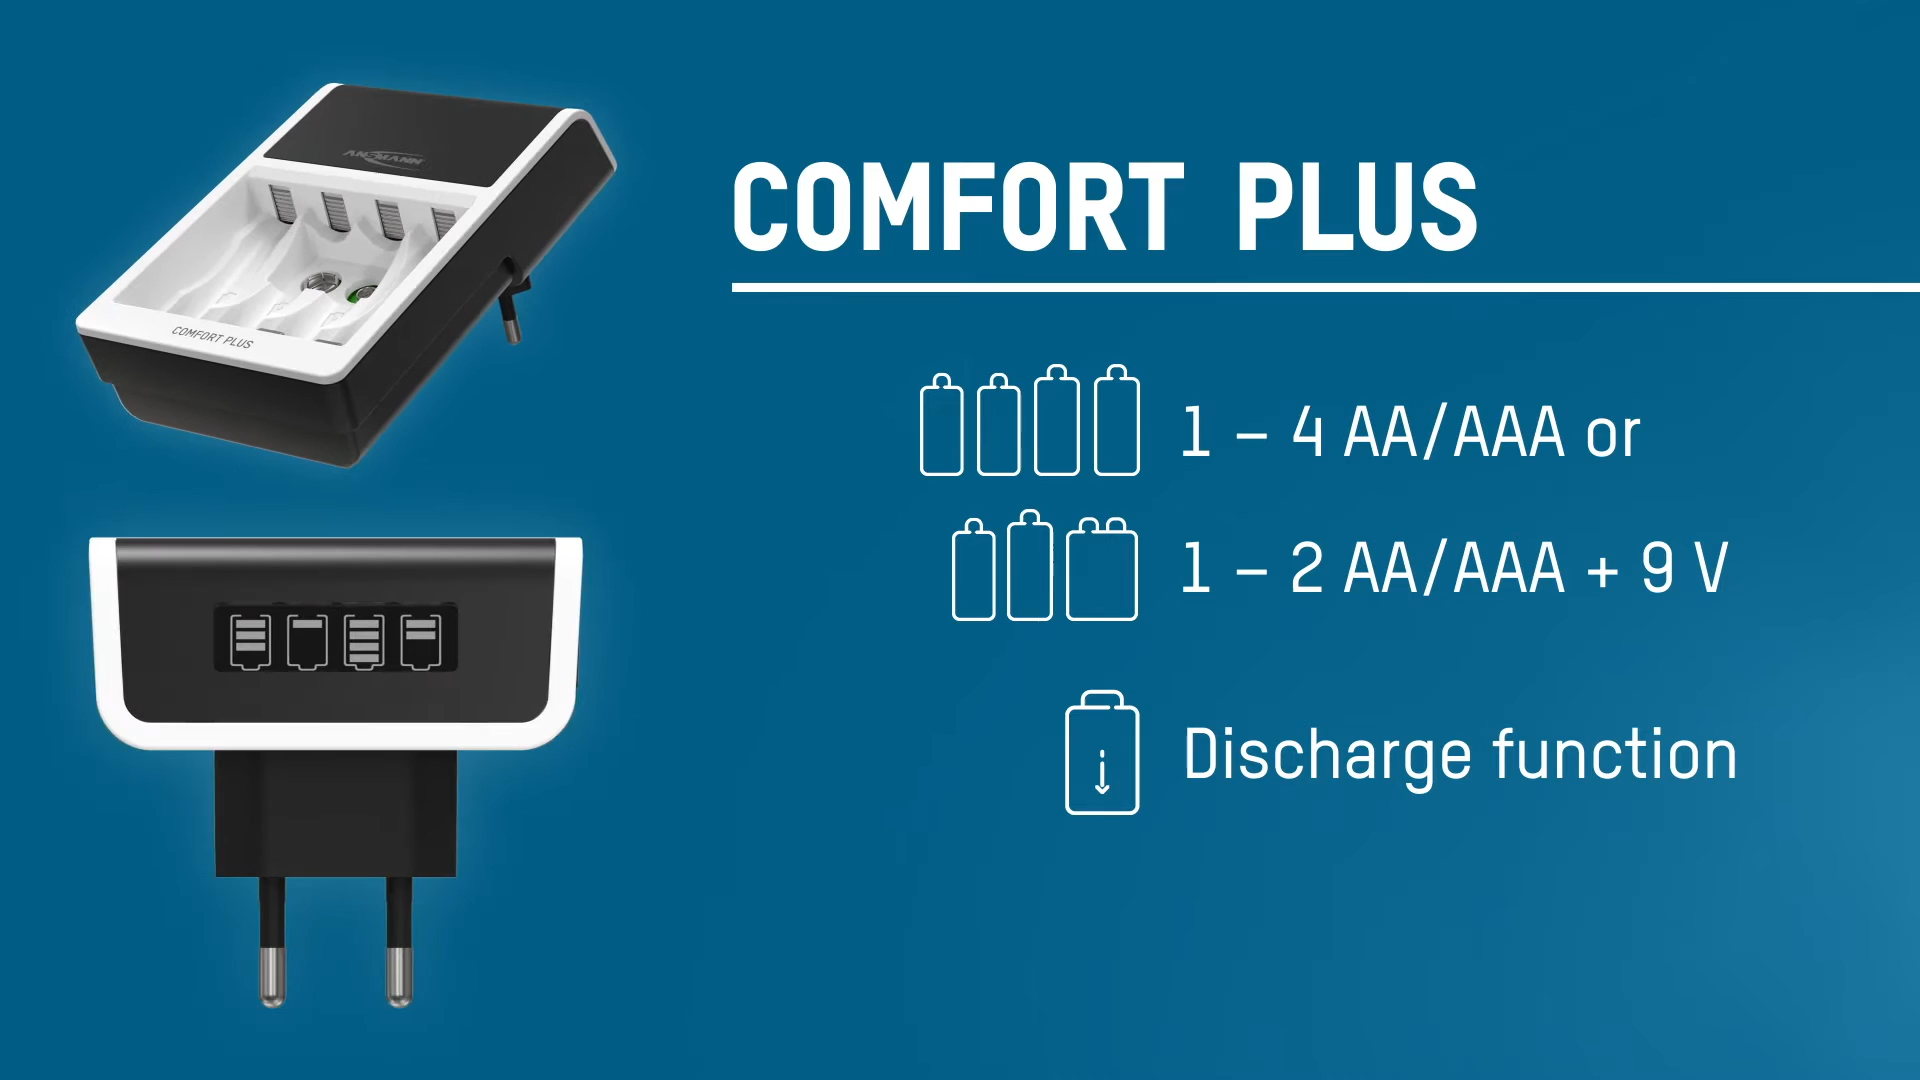 ANSMANN
COMFORT PLUS
COMFORT PLUS
1 – 4 AA/AAA or
1 – 2 AA/AAA + 9 V
Discharge function